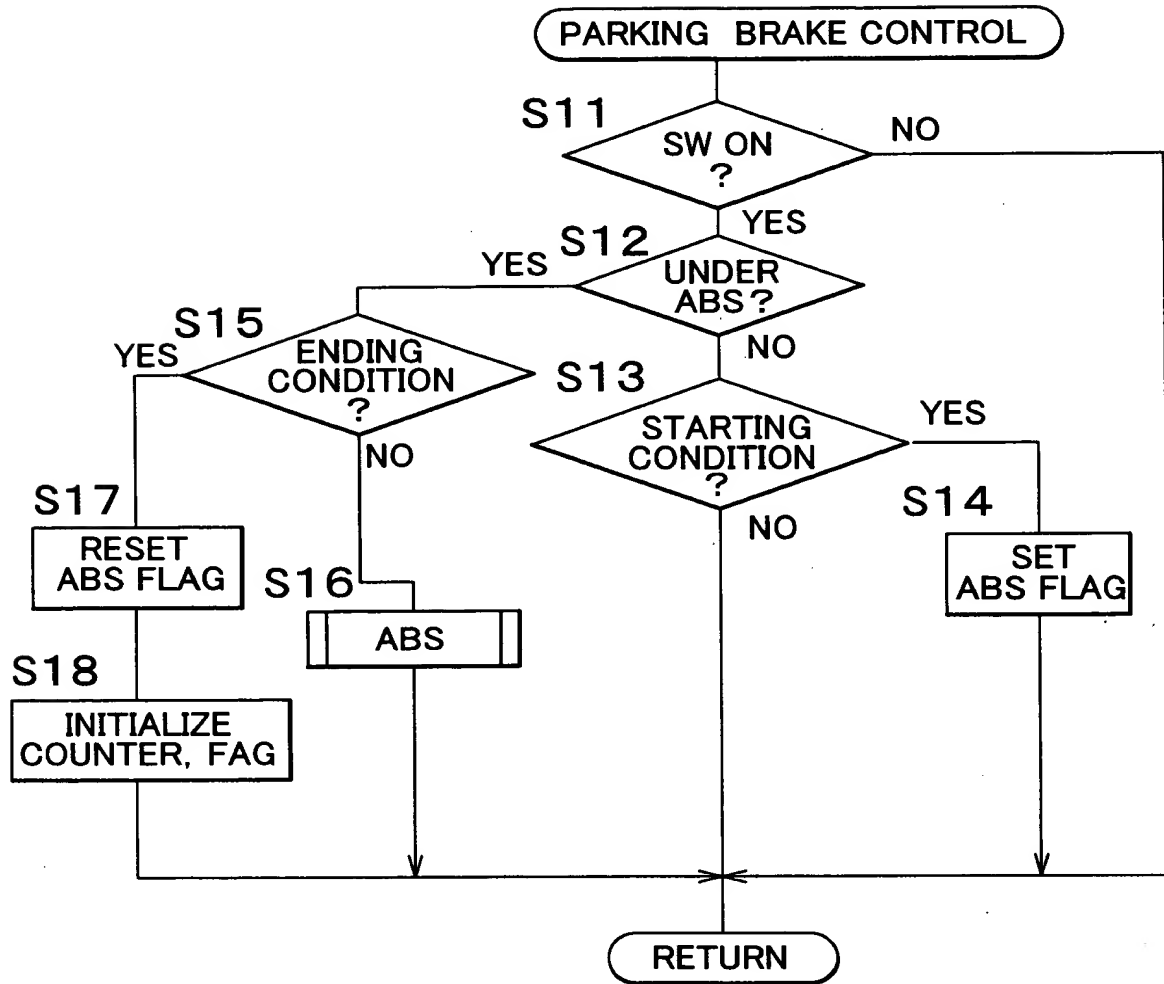 PARKING BRAKE CONTROL
S11
SW ON
?
NO
YES
S12
UNDER
ABS?
YES
NO
S15
ENDING
CONDITION
?
YES
NO
S13
STARTING
CONDITION
?
YES
NO
S14
SET
ABS FLAG
S17
RESET
ABS FLAG
S16
ABS
S18
INITIALIZE
COUNTER, FAG
RETURN